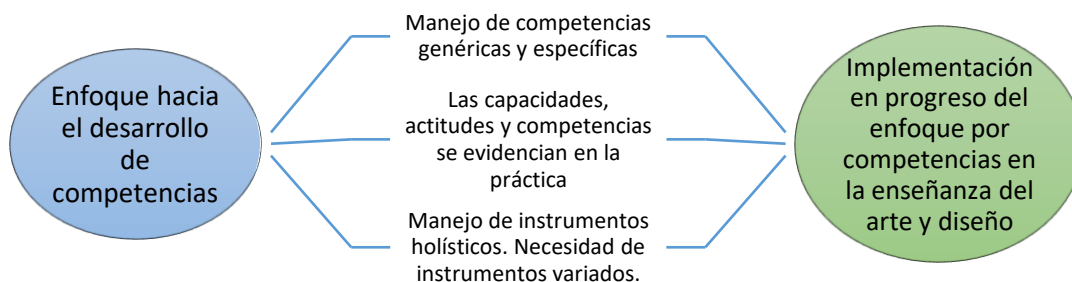 Enfoque hacia
el desarrollo
de
competencias
Manejo de competencias
genéricas y específicas
Las capacidades,
actitudes y competencias
se evidencian en la
práctica
Manejo de instrumentos
holísticos. Necesidad de
instrumentos variados.
Implementación
en progreso del
enfoque por
competencias en
la enseñanza del
arte y diseño